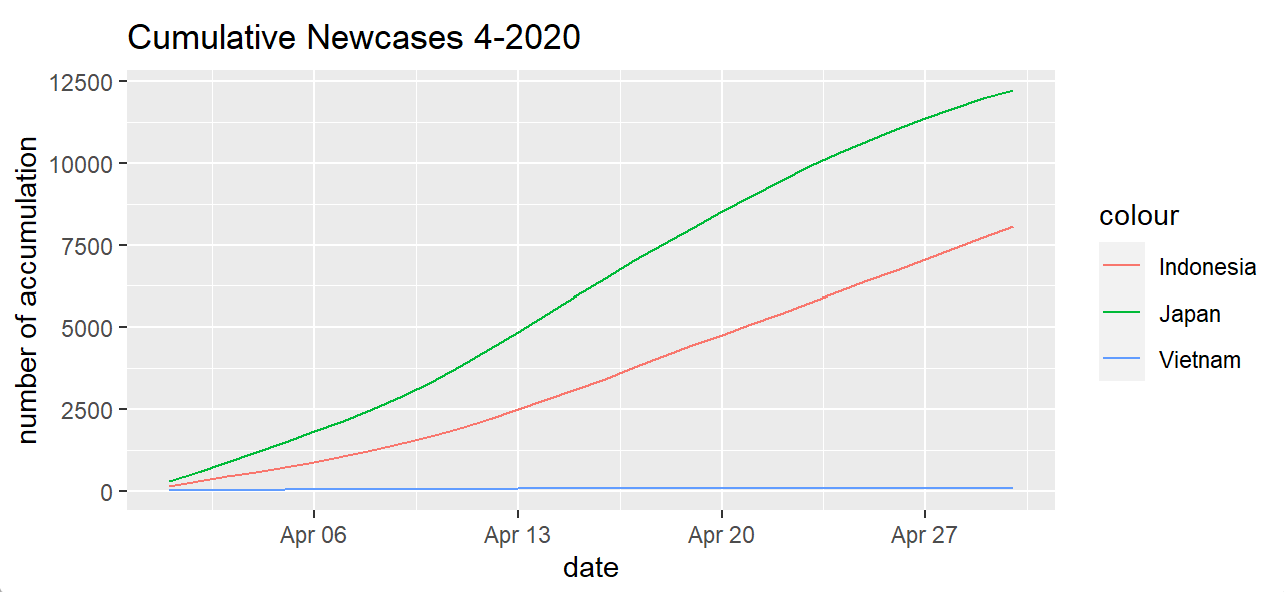 Cumulative Newcases 4-2020
number of accumulation
12500
10000
7500
5000
2500
0
Apr 06
Apr 13
Apr 20
Apr 27
date
colour
Indonesia
Japan
Vietnam